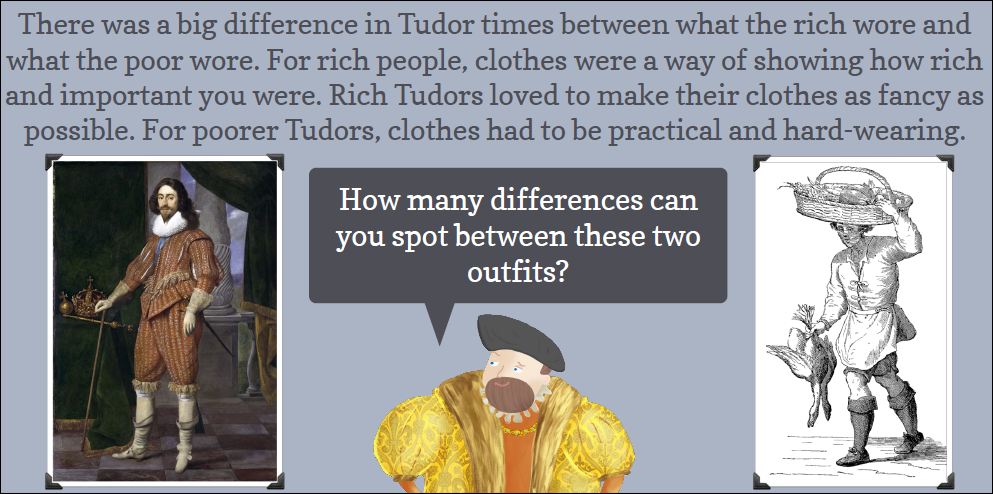 There was a big difference in Tudor times between what the rich wore and
what the poor wore. For rich people, clothes were a way of showing how rich
and important you were. Rich Tudors loved to make their clothes as fancy as
possible. For poorer Tudors, clothes had to be practical and hard-wearing.
How many differences can
you spot between these two
outfits?